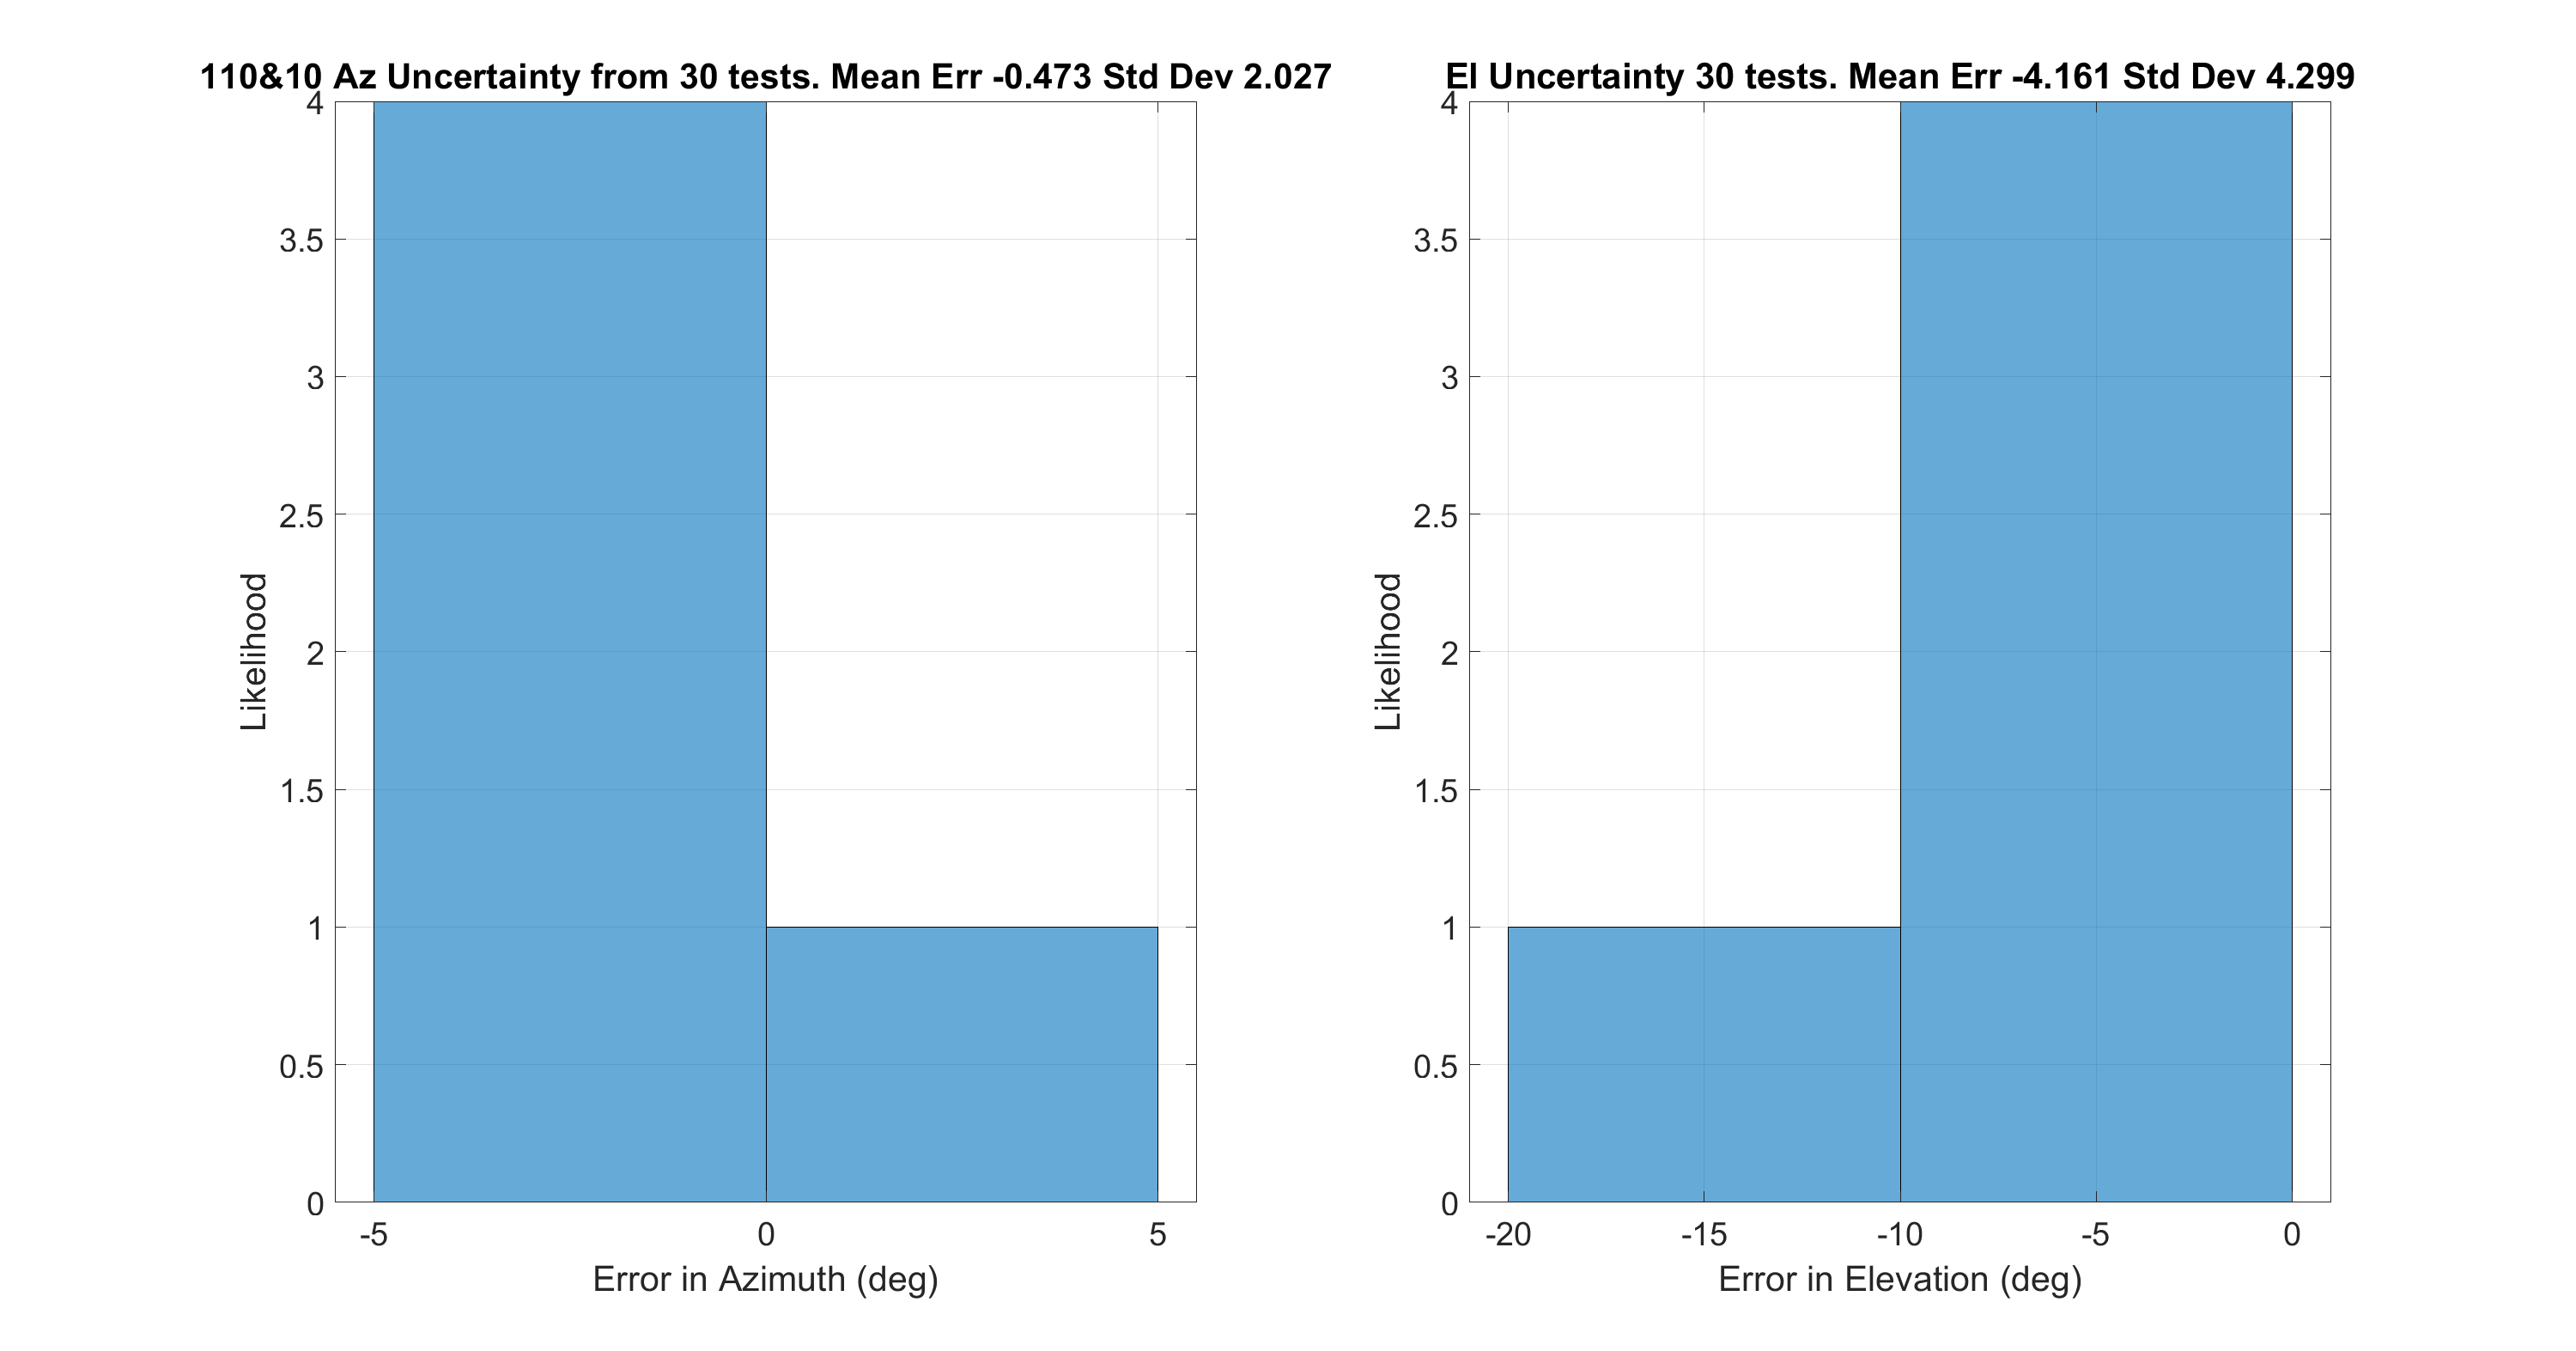 110&10 Az Uncertainty from 30 tests. Mean Err -0.473 Std Dev 2.027
4
3.5
3
2.5
2
1.5
1
0.5
0
Likelihood
-5 0 5
Error in Azimuth (deg)
El Uncertainty 30 tests. Mean Err -4.161 Std Dev 4.299
4
3.5
3
2.5
2
1.5
1
0.5
0
Likelihood
-20 -15 -10 -5 0
Error in Elevation (deg)